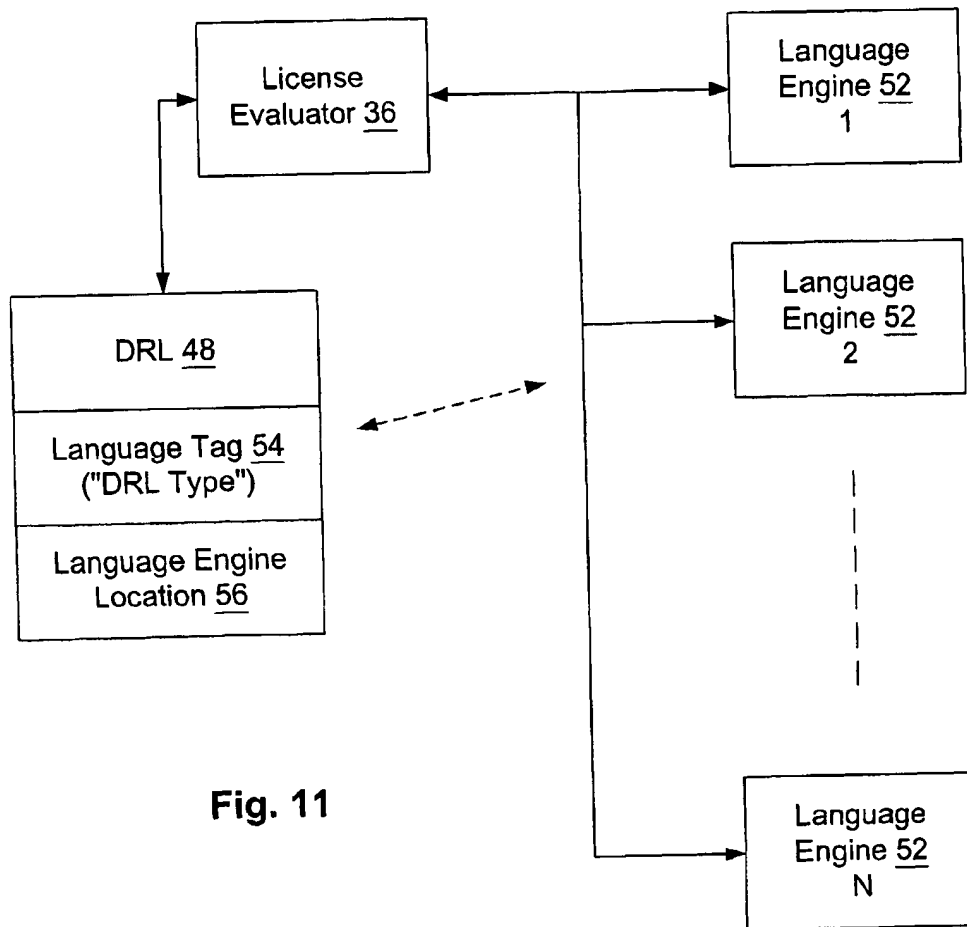 License
Evaluator 36
Language
Engine 52
1
Language
Engine 52
2
DRL 48
Language Tag 54
("DRL Type")
Language Engine
Location 56
Fig. 11
Language
Engine 52
N